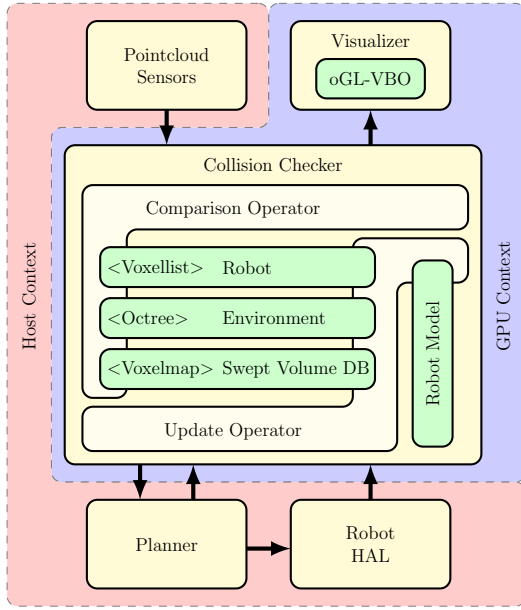 Pointcloud
Sensors
Visualizer
oGL-VBO
Collision Checker
Comparison Operator
<Voxellist> Robot
<Octree> Environment
<Voxelmap> Swept Volume DB
Robot Model
Update Operator
Host Context
GPU Context
Planner
Robot
HAL